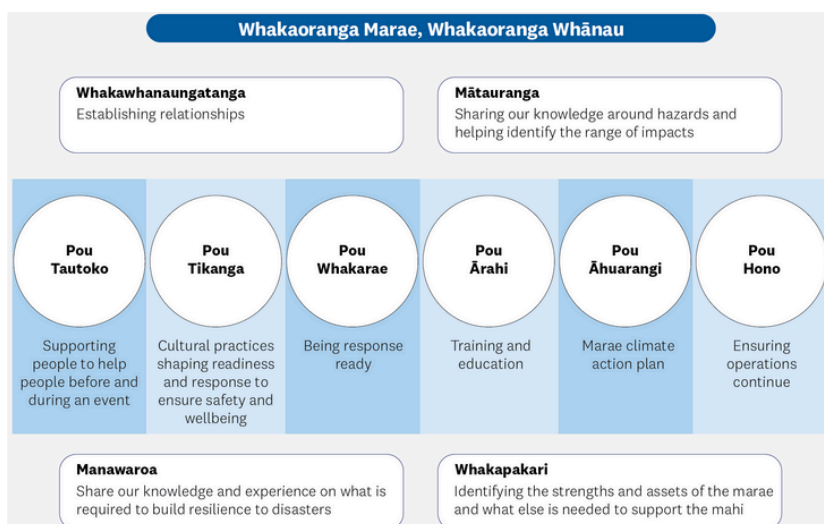 Whakaoranga Marae, Whakaoranga Whānau
Whakawhanaungatanga
Establishing relationships
Mātauranga
Sharing our knowledge around hazards and
helping identify the range of impacts
Pou
Tautoko
Supporting
people to help
people before and
during an event
Pou
Tikanga
Cultural practices
shaping readiness
and response to
ensure safety and
wellbeing
Pou
Whakarae
Being response
ready
Pou
Ārahi
Training and
education
Pou
Āhuarangi
Marae climate
action plan
Pou
Hono
Ensuring
operations
continue
Manawaroa
Share our knowledge and experience on what is
required to build resilience to disasters
Whakapakari
Identifying the strengths and assets of the marae
and what else is needed to support the mahi